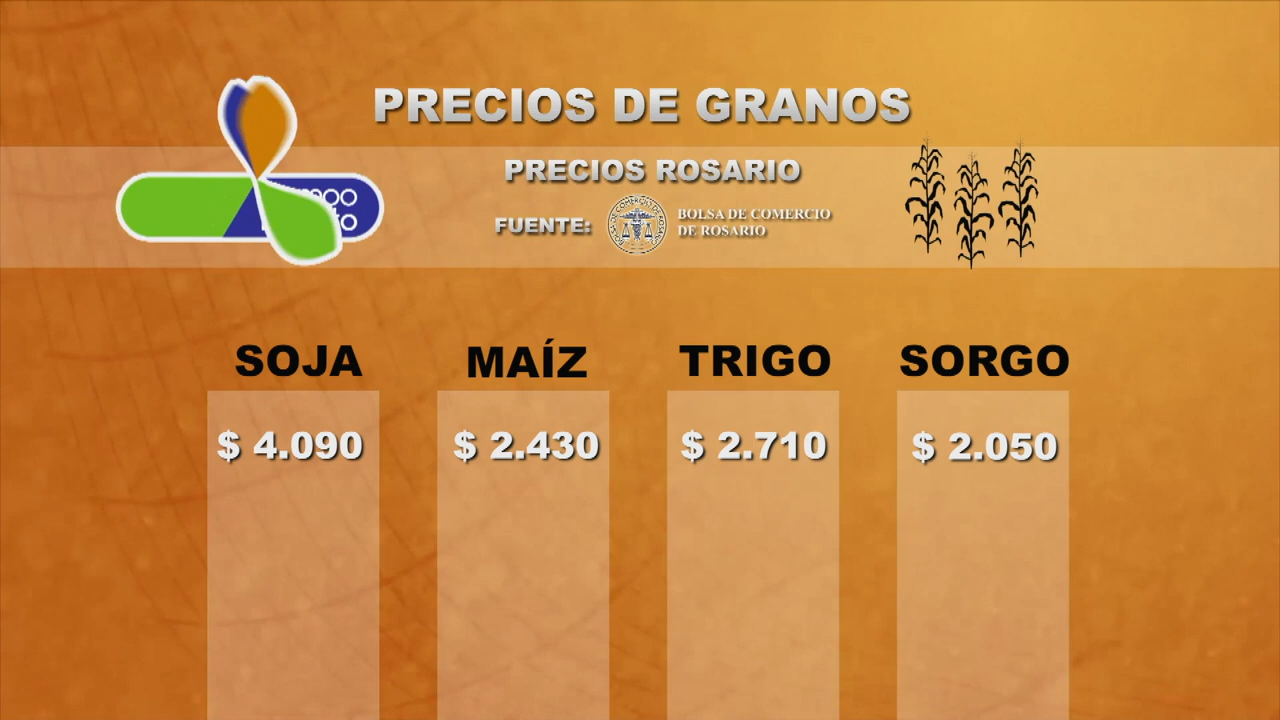 PRECIOS DE GRANOS
PRECIOS ROSARIO
FUENTE:
BOLSA DE COMERCIO
DE ROSARIO
SOJA MAÍZ TRIGO SORGO
$ 4.090 $ 2.430 $ 2.710 $ 2.050